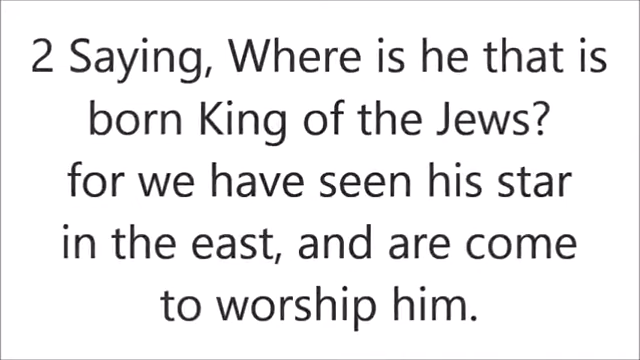 2 Saying, Where is he that is
born King of the Jews?
for we have seen his star
in the east, and are come
to worship him.